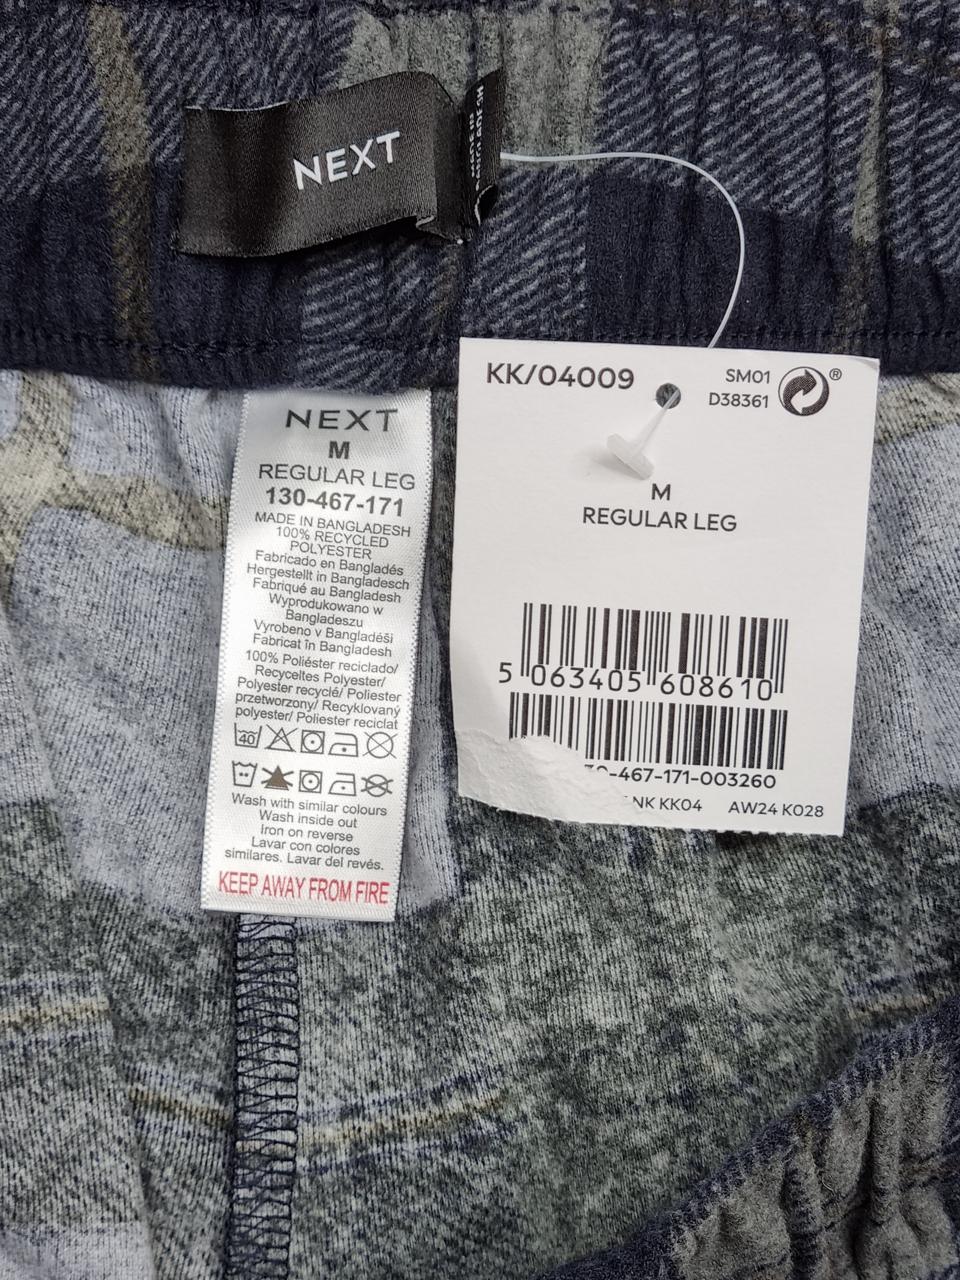 NEXT
MADE IN
BANGLADESH
NEXT
M
REGULAR LEG
130-467-171
MADE IN BANGLADESH
100% RECYCLED
POLYESTER
Fabricado en Bangladés
Hergestellt in Bangladesch
Fabriqué au Bangladesh
Wyprodukowano w
Bangladeszu
Vyrobeno v Bangladéši
Fabricat în Bangladesh
100% Poliéster reciclado/
Recyceltes Polyester/
Polyester recyclé/ Poliester
przetworzony/ Recyklovaný
polyester/ Poliester reciclat
40
Wash with similar colours
Wash inside out
Iron on reverse
Lavar con colores
similares. Lavar del revés.
KEEP AWAY FROM FIRE
KK/04009
SM01
D38361
®
M
REGULAR LEG
5 063405 608610
-467-171-003260
NK KK04 AW24 K028